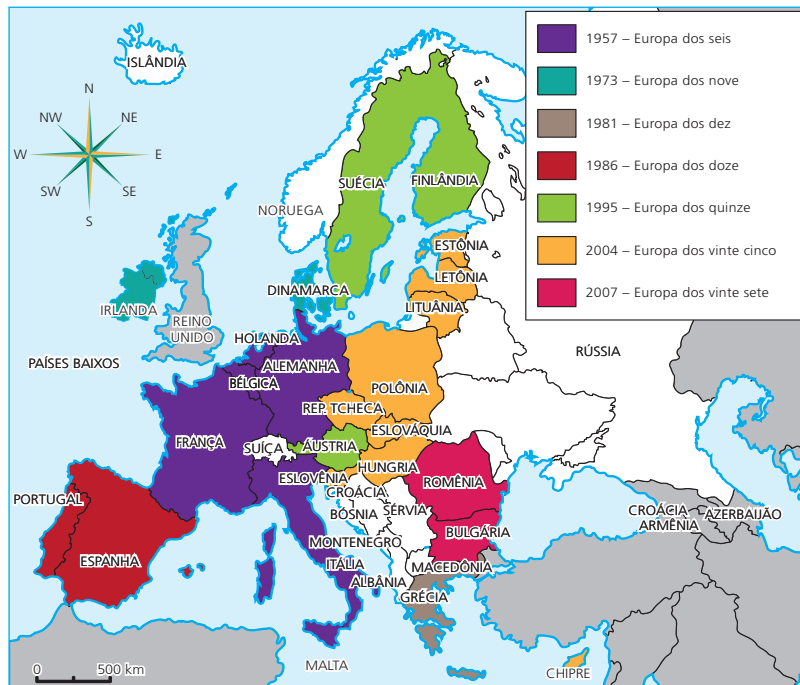 1957 – Europa dos seis
1973 – Europa dos nove
1981 – Europa dos dez
1986 – Europa dos doze
1995 – Europa dos quinze
2004 – Europa dos vinte cinco
2007 – Europa dos vinte sete
ISLÂNDIA
N
NW
NE
W
E
SW
SE
S
SUÉCIA
FINLÂNDIA
NORUEGA
ESTÔNIA
LETÔNIA
DINAMARCA
LITUÂNIA
IRLANDA
REINO
UNIDO
HOLANDA
RÚSSIA
PAÍSES BAIXOS
ALEMANHA
BÉLGICA
POLÔNIA
REP. TCHECA
ESLOVÁQUIA
FRANÇA
SUÍÇA
ÁUSTRIA
HUNGRIA
ESLOVÊNIA
ROMÊNIA
CROÁCIA
PORTUGAL
BÓSNIA
SÉRVIA
CROÁCIA
ARMÊNIA
AZERBAIJÃO
BULGÁRIA
MONTENEGRO
ESPANHA
ITÁLIA
MACEDÔNIA
ALBÂNIA
GRÉCIA
MALTA
CHIPRE
0
500 km